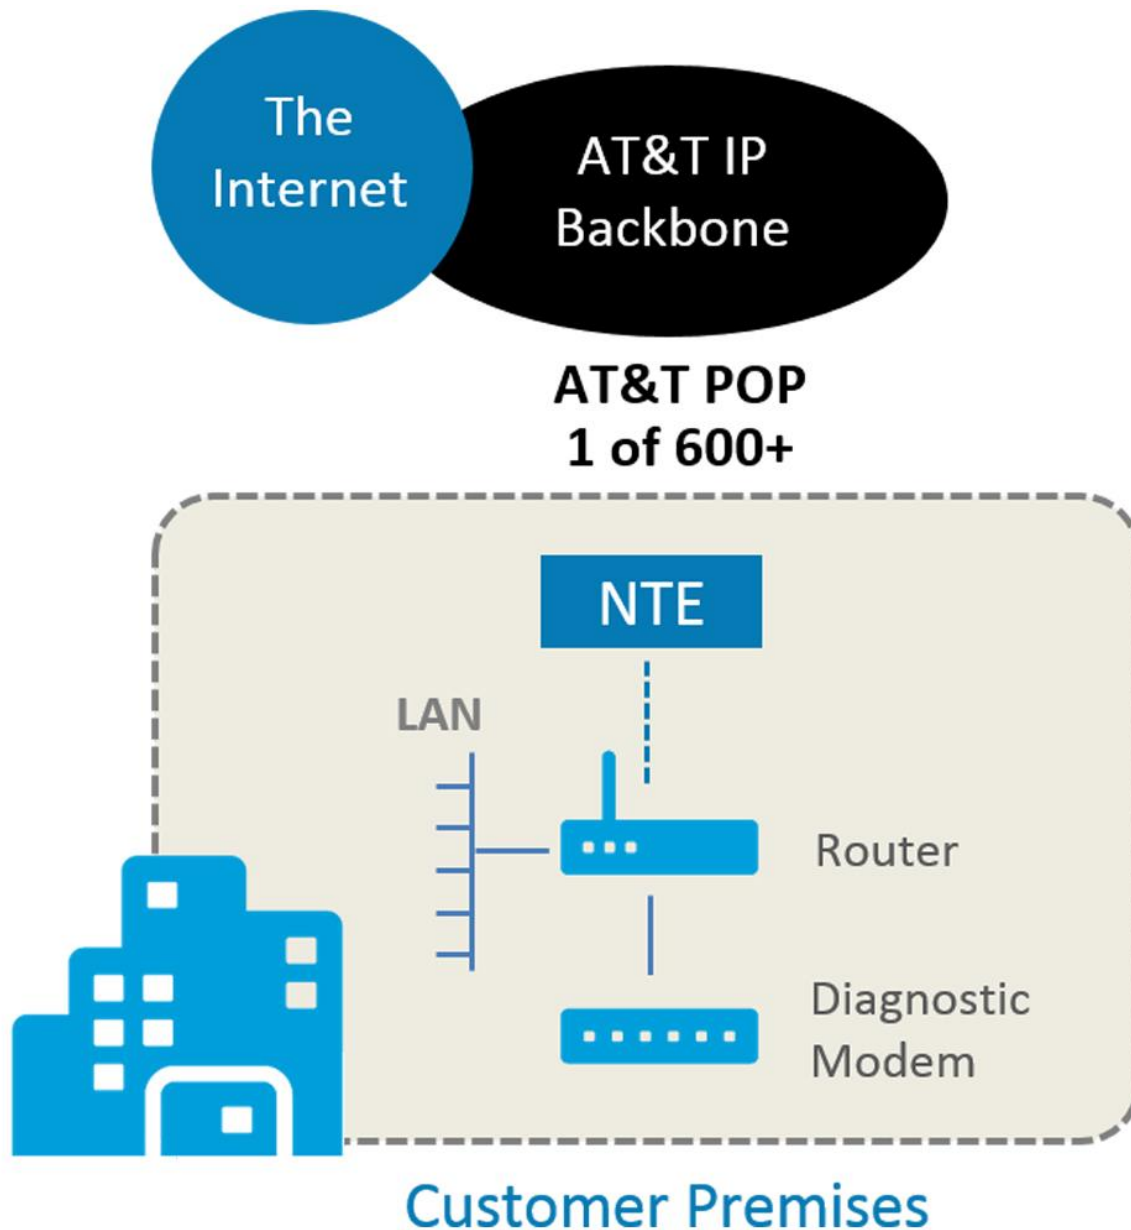 The
Internet
AT&T IP
Backbone
AT&T POP
1 of 600+
NTE
LAN
Router
Diagnostic
Modem
Customer Premises